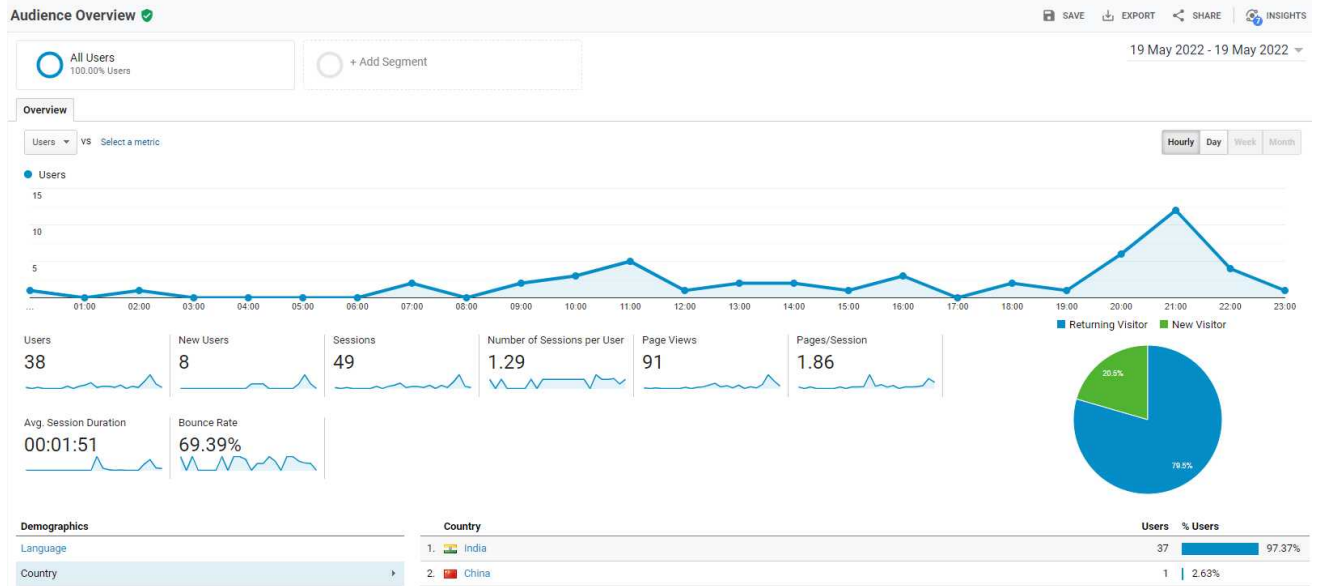 Audience Overview
SAVE EXPORT SHARE INSIGHTS
7
All Users
100.00% Users
+ Add Segment
19 May 2022 - 19 May 2022
Overview
Users VS Select a metric
Hourly Day Week Month
Users
15
10
5
... 01:00 02:00 03:00 04:00 05:00 06:00 07:00 08:00 09:00 10:00 11:00 12:00 13:00 14:00 15:00 16:00 17:00 18:00 19:00 20:00 21:00 22:00 23:00
Returning Visitor New Visitor
Users New Users Sessions Number of Sessions per User Page Views Pages/Session
38 8 49 1.29 91 1.86
20.5%
79.5%
Avg. Session Duration Bounce Rate
00:01:51 69.39%
Demographics
Language
Country
Country Users % Users
1. India 37 97.37%
2. China 1 2.63%